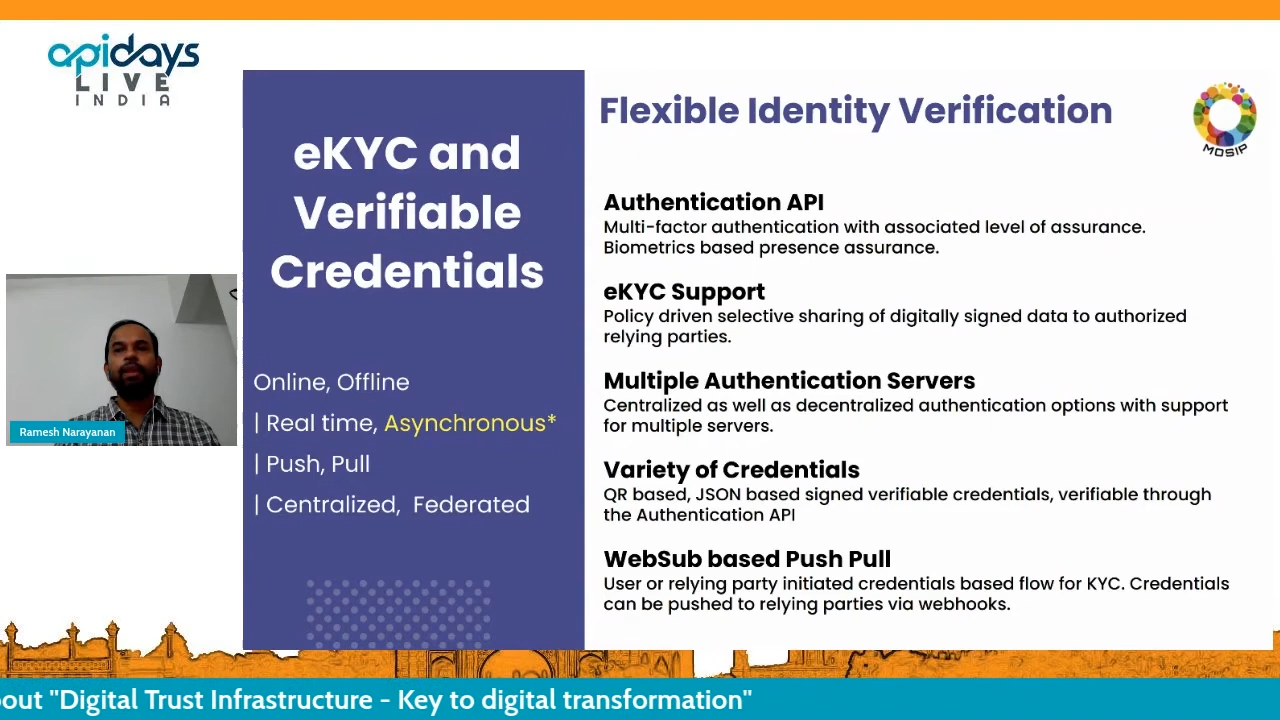 apidays
LIVE
INDIA
eKYC and
Verifiable
Credentials
Online, Offline
| Real time, Asynchronous*
| Push, Pull
| Centralized, Federated
Ramesh Narayanan
Flexible Identity Verification
MOSIP
Authentication API
Multi-factor authentication with associated level of assurance.
Biometrics based presence assurance.
eKYC Support
Policy driven selective sharing of digitally signed data to authorized
relying parties.
Multiple Authentication Servers
Centralized as well as decentralized authentication options with support
for multiple servers.
Variety of Credentials
QR based, JSON based signed verifiable credentials, verifiable through
the Authentication API
WebSub based Push Pull
User or relying party initiated credentials based flow for KYC. Credentials
can be pushed to relying parties via webhooks.
out "Digital Trust Infrastructure - Key to digital transformation"